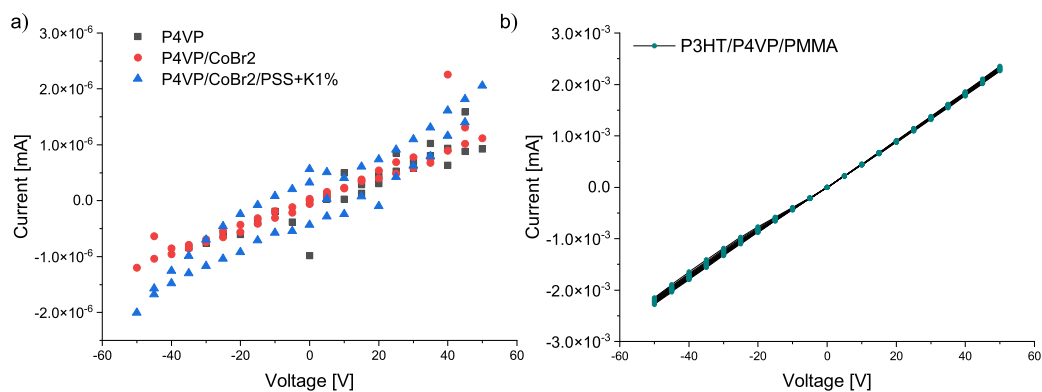 a)
P4VP
P4VP/CoBr2
P4VP/CoBr2/PSS+K1%
3.0×10⁻⁶
2.0×10⁻⁶
1.0×10⁻⁶
0.0
-1.0×10⁻⁶
-2.0×10⁻⁶
Current [mA]
-60 -40 -20 0 20 40 60
Voltage [V]
b)
P3HT/P4VP/PMMA
3.0×10⁻³
2.0×10⁻³
1.0×10⁻³
0.0
-1.0×10⁻³
-2.0×10⁻³
-3.0×10⁻³
Current [mA]
-60 -40 -20 0 20 40 60
Voltage [V]